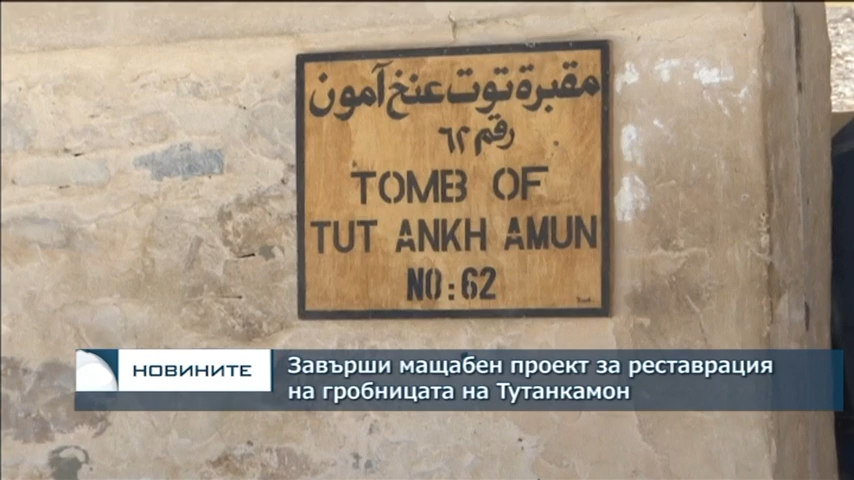 مقبرة توت عنخ آمون
رقم ٦٢
TOMB OF
TUT ANKH AMUN
NO: 62
НОВИНИТЕ
Завърши мащабен проект за реставрация
на гробницата на Тутанкамон